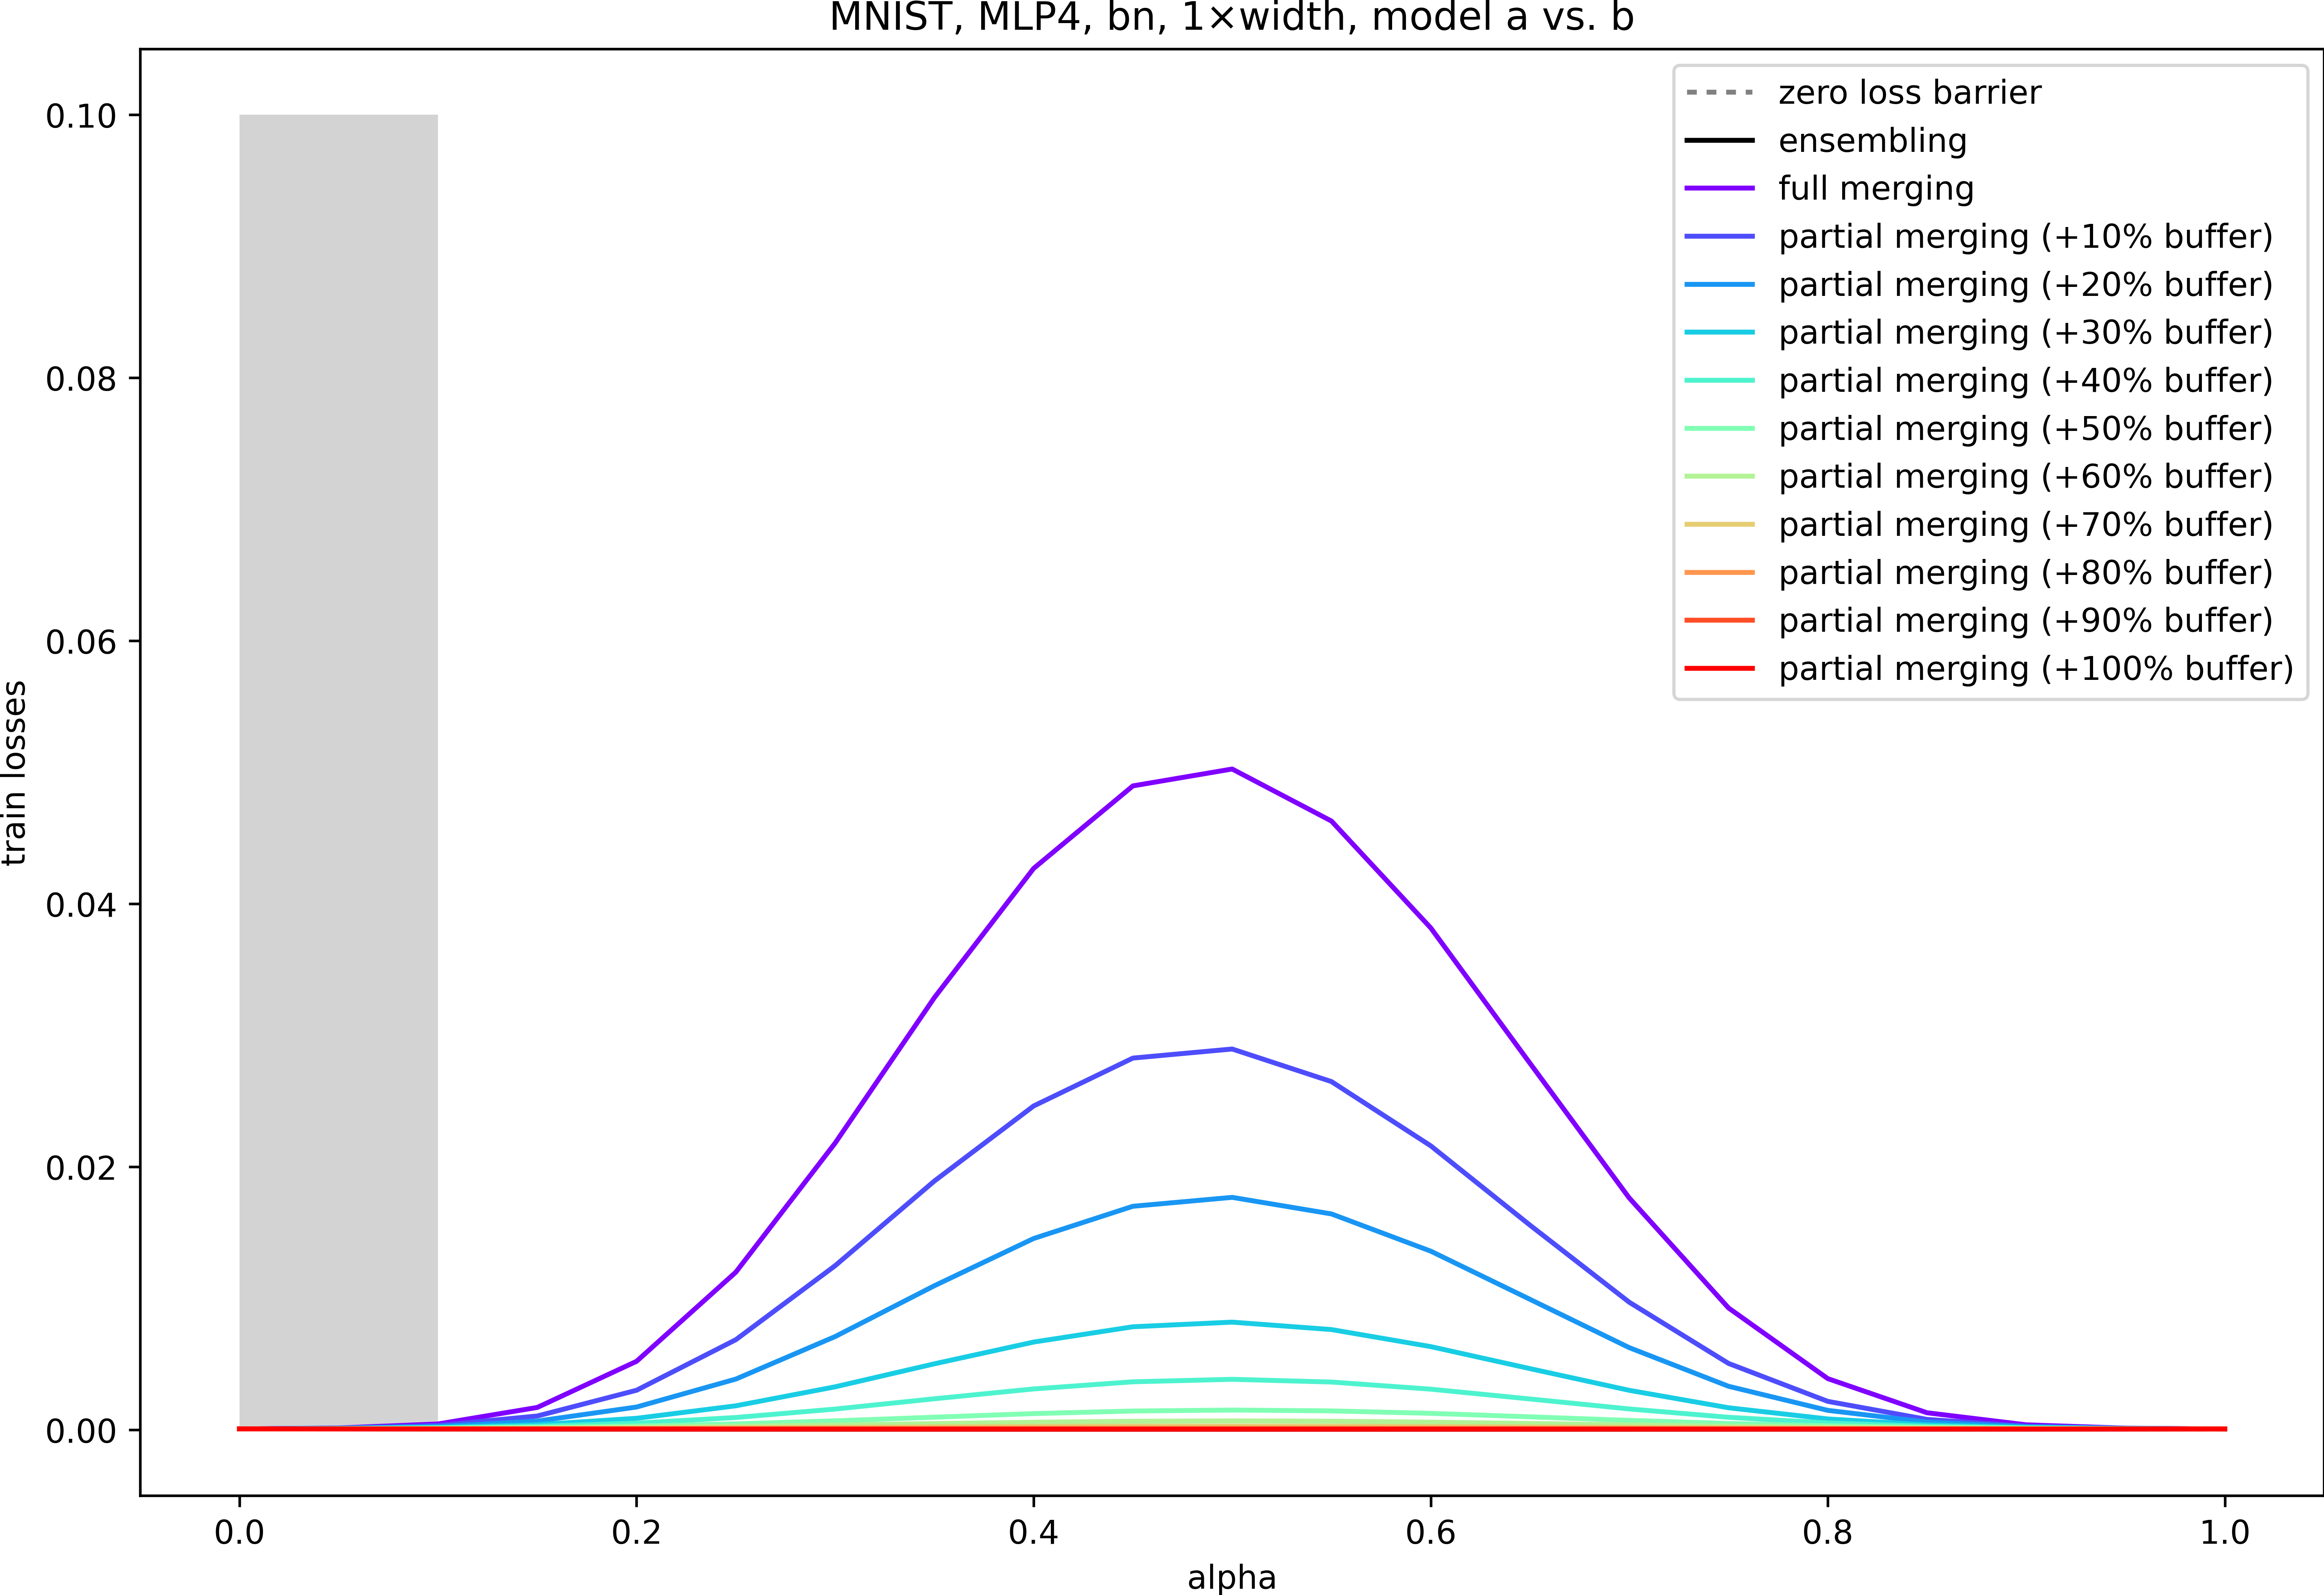 MNIST, MLP4, bn, 1×width, model a vs. b
zero loss barrier
ensembling
full merging
partial merging (+10% buffer)
partial merging (+20% buffer)
partial merging (+30% buffer)
partial merging (+40% buffer)
partial merging (+50% buffer)
partial merging (+60% buffer)
partial merging (+70% buffer)
partial merging (+80% buffer)
partial merging (+90% buffer)
partial merging (+100% buffer)
train losses
0.10
0.08
0.06
0.04
0.02
0.00
0.0 0.2 0.4 0.6 0.8 1.0
alpha